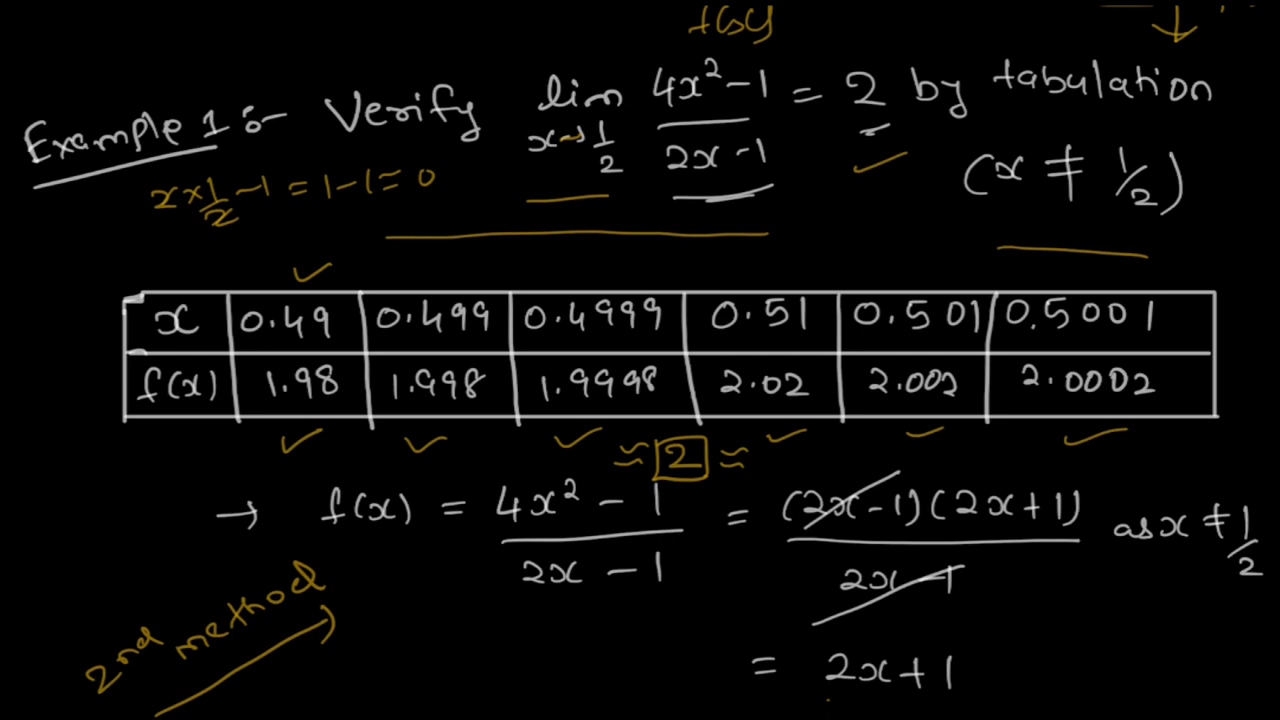 f(x)
Example 1 :- Verify lim x→1/2 (4x² - 1)/(2x - 1) = 2 by tabulation
(x ≠ 1/2)
2 × 1/2 - 1 = 1 - 1 = 0
x 0.49 0.499 0.4999 0.51 0.501 0.5001
f(x) 1.98 1.998 1.9998 2.02 2.002 2.0002
≈ 2 ≈
→ f(x) = (4x² - 1)/(2x - 1) = (2x - 1)(2x + 1)/(2x - 1) as x ≠ 1/2
2nd method
= 2x + 1